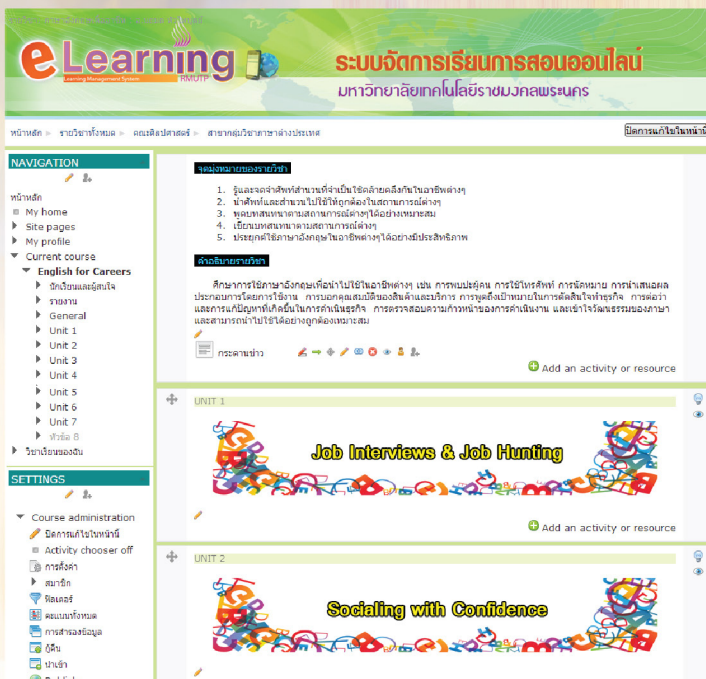 eLearning
Learning Management System
RMUTP
ระบบจัดการเรียนการสอนออนไลน์
มหาวิทยาลัยเทคโนโลยีราชมงคลพระนคร
หน้าหลัก ► รายวิชาทั้งหมด ► คณะศิลปศาสตร์ ► สาขากลุ่มวิชาภาษาต่างประเทศ
ปิดการแก้ไขในหน้านี้
NAVIGATION
หน้าหลัก
My home
Site pages
My profile
Current course
English for Careers
นักเรียนและผู้สนใจ
รายงาน
General
Unit 1
Unit 2
Unit 3
Unit 4
Unit 5
Unit 6
Unit 7
หัวข้อ 8
วิชาเรียนของฉัน
SETTINGS
Course administration
ปิดการแก้ไขในหน้านี้
Activity chooser off
การตั้งค่า
สมาชิก
ฟิลเตอร์
คะแนนทั้งหมด
การสำรองข้อมูล
กู้คืน
นำเข้า
จุดมุ่งหมายของรายวิชา
1. รู้และจดจำศัพท์สำนวนที่จำเป็นใช้คล้ายคลึงกันในอาชีพต่างๆ
2. นำศัพท์และสำนวนไปใช้ให้ถูกต้องในสถานการณ์ต่างๆ
3. พูดบทสนทนาตามสถานการณ์ต่างๆได้อย่างเหมาะสม
4. เขียนบทสนทนาตามสถานการณ์ต่างๆ
5. ประยุกต์ใช้ภาษาอังกฤษในอาชีพต่างๆได้อย่างมีประสิทธิภาพ
คำอธิบายรายวิชา
ศึกษาการใช้ภาษาอังกฤษเพื่อนำไปใช้ในอาชีพต่างๆ เช่น การพบปะผู้คน การใช้โทรศัพท์ การนัดหมาย การนำเสนอผล
ประกอบการโดยการใช้งาน การบอกคุณสมบัติของสินค้าและบริการ การพูดถึงเป้าหมายในการตัดสินใจทำธุรกิจ การต่อว่า
และการแก้ปัญหาที่เกิดขึ้นในการดำเนินธุรกิจ การตรวจสอบความก้าวหน้าของการดำเนินงาน และเข้าใจวัฒนธรรมของภาษา
และสามารถนำไปใช้ได้อย่างถูกต้องเหมาะสม
กระดานข่าว
Add an activity or resource
UNIT 1
Job Interviews & Job Hunting
Add an activity or resource
UNIT 2
Socialing with Confidence